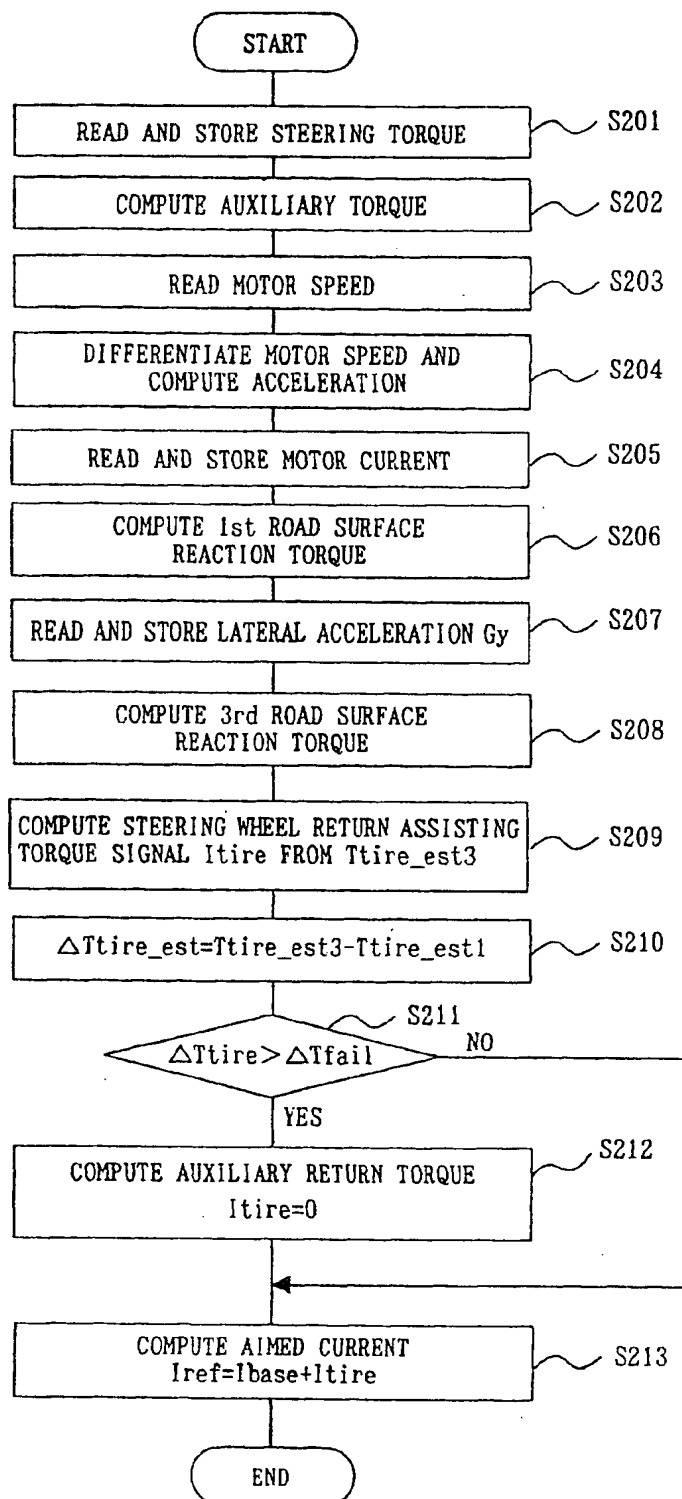 START
READ AND STORE STEERING TORQUE
S201
COMPUTE AUXILIARY TORQUE
S202
READ MOTOR SPEED
S203
DIFFERENTIATE MOTOR SPEED AND
COMPUTE ACCELERATION
S204
READ AND STORE MOTOR CURRENT
S205
COMPUTE 1st ROAD SURFACE
REACTION TORQUE
S206
READ AND STORE LATERAL ACCELERATION Gy
S207
COMPUTE 3rd ROAD SURFACE
REACTION TORQUE
S208
COMPUTE STEERING WHEEL RETURN ASSISTING
TORQUE SIGNAL Itire FROM Ttire_est3
S209
△Ttire_est=Ttire_est3-Ttire_est1
S210
S211
△Ttire>△Tfail
NO
YES
COMPUTE AUXILIARY RETURN TORQUE
Itire=0
S212
COMPUTE AIMED CURRENT
Iref=Ibase+Itire
S213
END